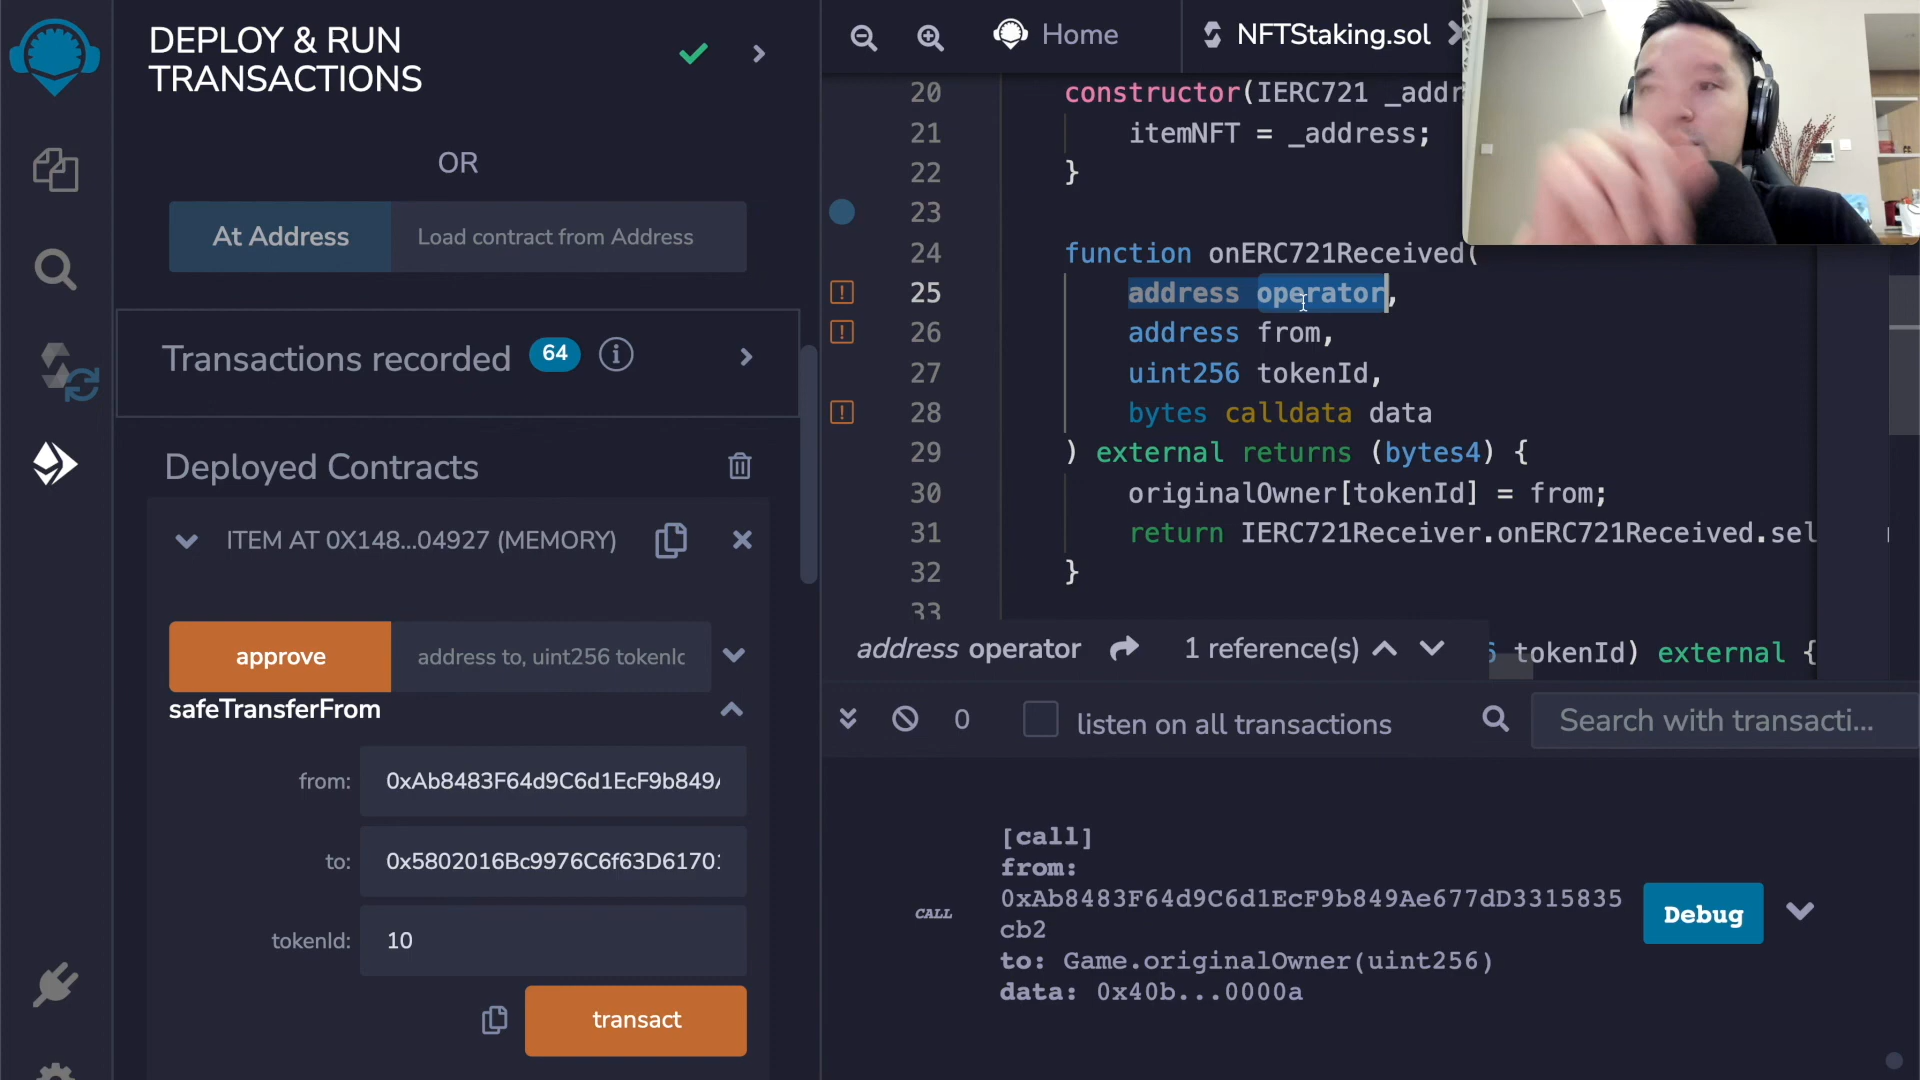 DEPLOY & RUN
TRANSACTIONS
OR
At Address
Load contract from Address
Transactions recorded 64
Deployed Contracts
ITEM AT 0X148...04927 (MEMORY)
approve
address to, uint256 tokenId
safeTransferFrom
from: 0xAb8483F64d9C6d1EcF9b849
to: 0x5802016Bc9976C6f63D6170
tokenId: 10
transact
Home
NFTStaking.sol
20 constructor(IERC721 _addr
21 itemNFT = _address;
22 }
23
24 function onERC721Received(
25 address operator,
26 address from,
27 uint256 tokenId,
28 bytes calldata data
29 ) external returns (bytes4) {
30 originalOwner[tokenId] = from;
31 return IERC721Receiver.onERC721Received.sel
32 }
33
address operator 1 reference(s)
tokenId) external {
0
listen on all transactions
Search with transacti...
CALL
[call]
from:
0xAb8483F64d9C6d1EcF9b849Ae677dD3315835
cb2
to: Game.originalOwner(uint256)
data: 0x40b...0000a
Debug